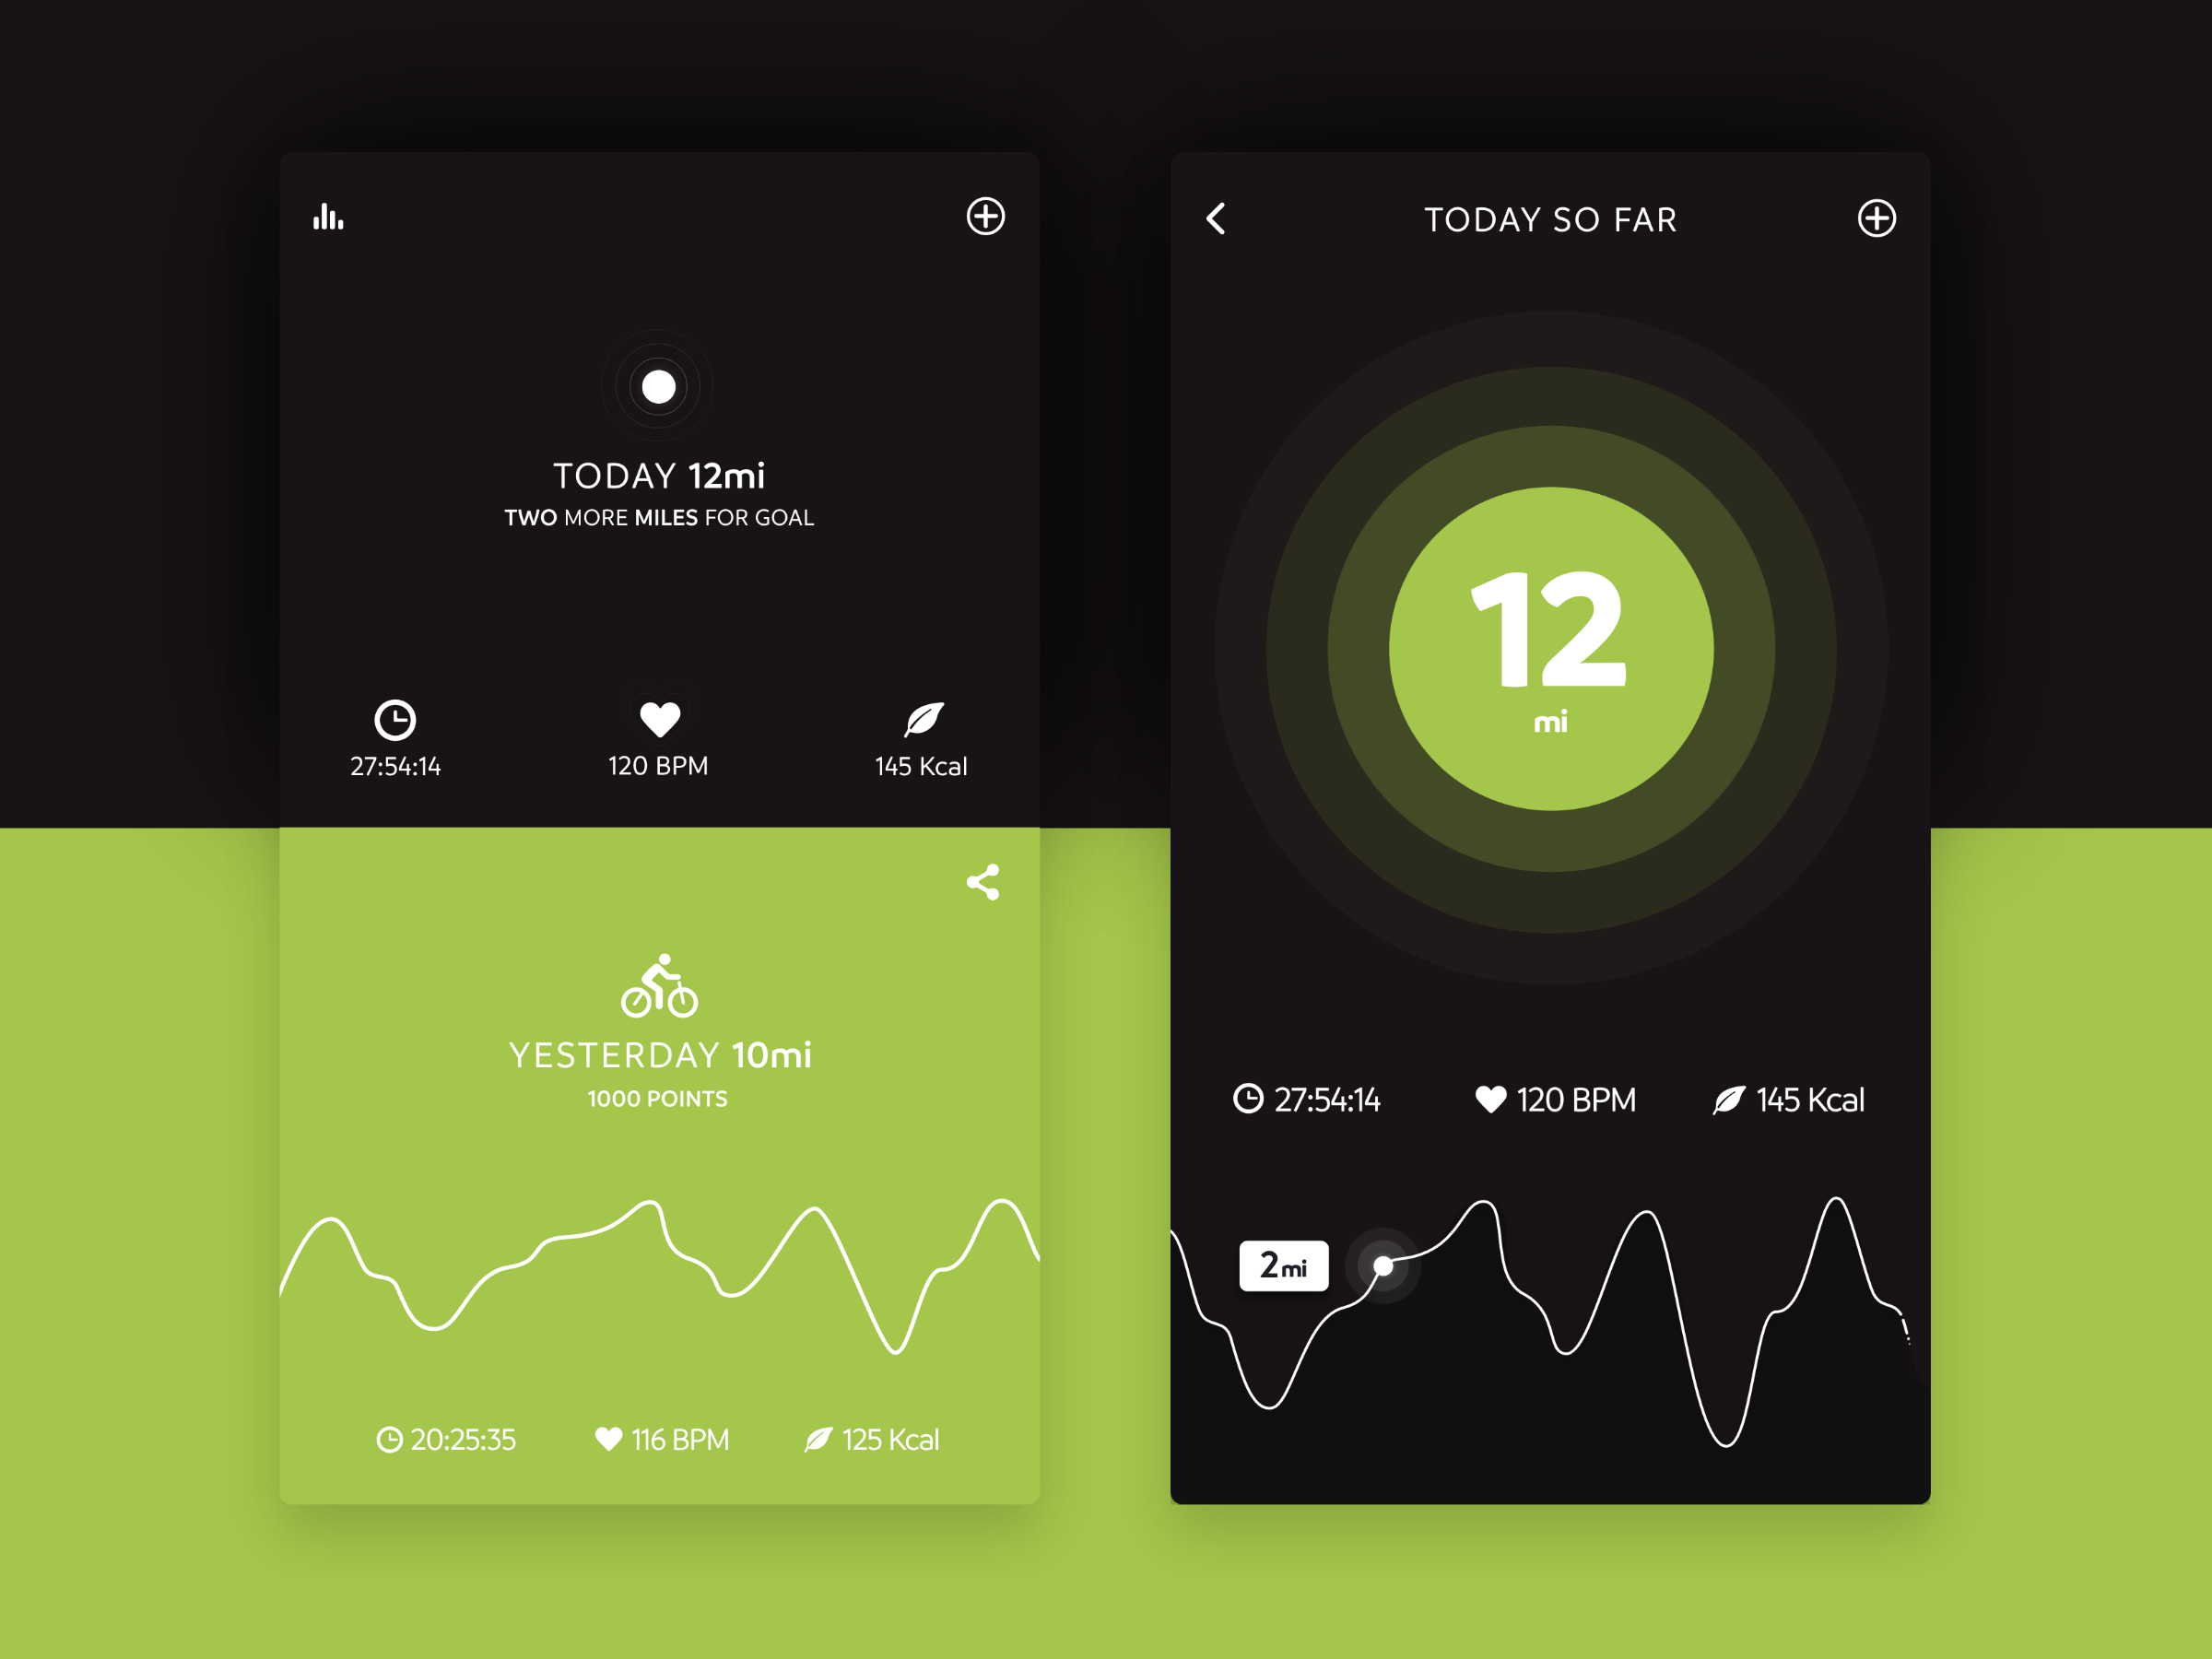 TODAY 12mi
TWO MORE MILES FOR GOAL
27:54:14
120 BPM
145 Kcal
YESTERDAY 10mi
1000 POINTS
20:25:35
116 BPM
125 Kcal
TODAY SO FAR
12
mi
27:54:14
120 BPM
145 Kcal
2mi